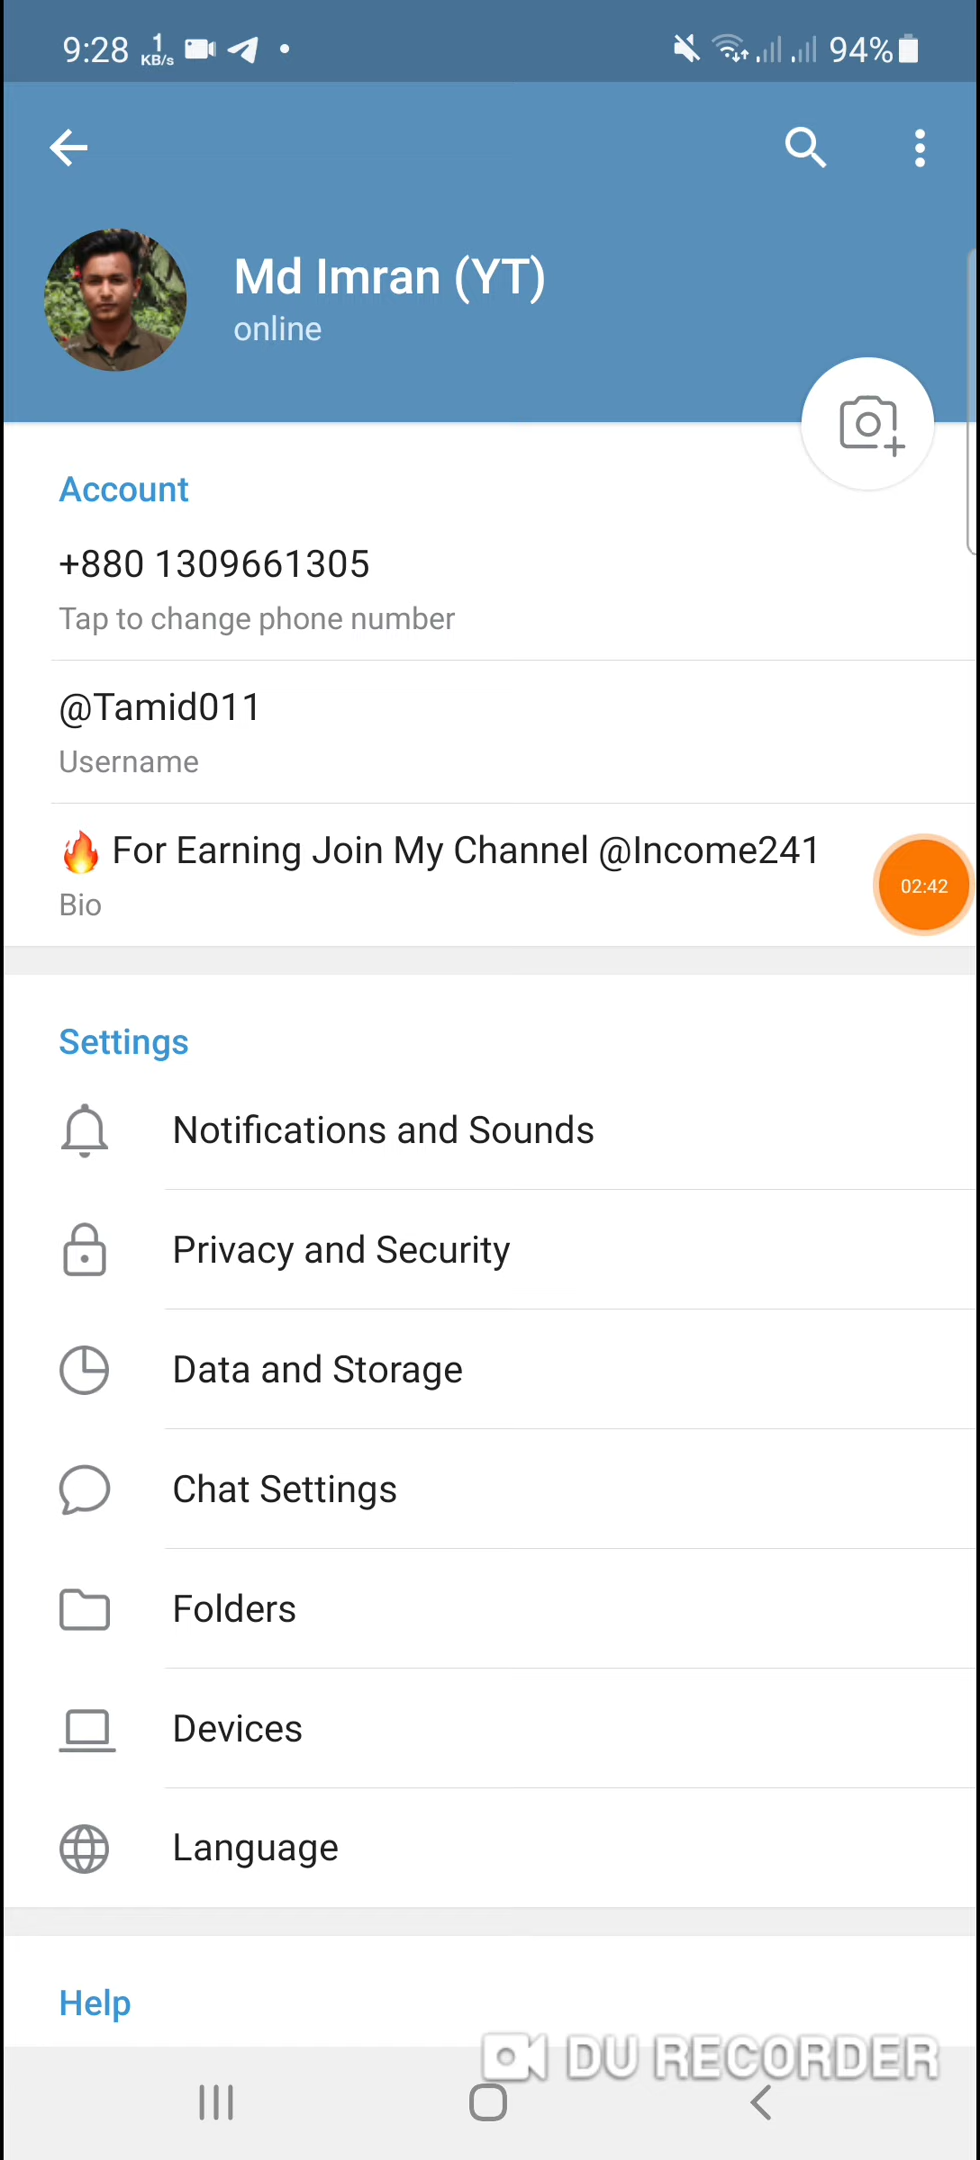 9:28 1 KB/s 94%
Md Imran (YT)
online
Account
+880 1309661305
Tap to change phone number
@Tamid011
Username
🔥 For Earning Join My Channel @Income241
Bio
02:42
Settings
Notifications and Sounds
Privacy and Security
Data and Storage
Chat Settings
Folders
Devices
Language
Help
DU RECORDER